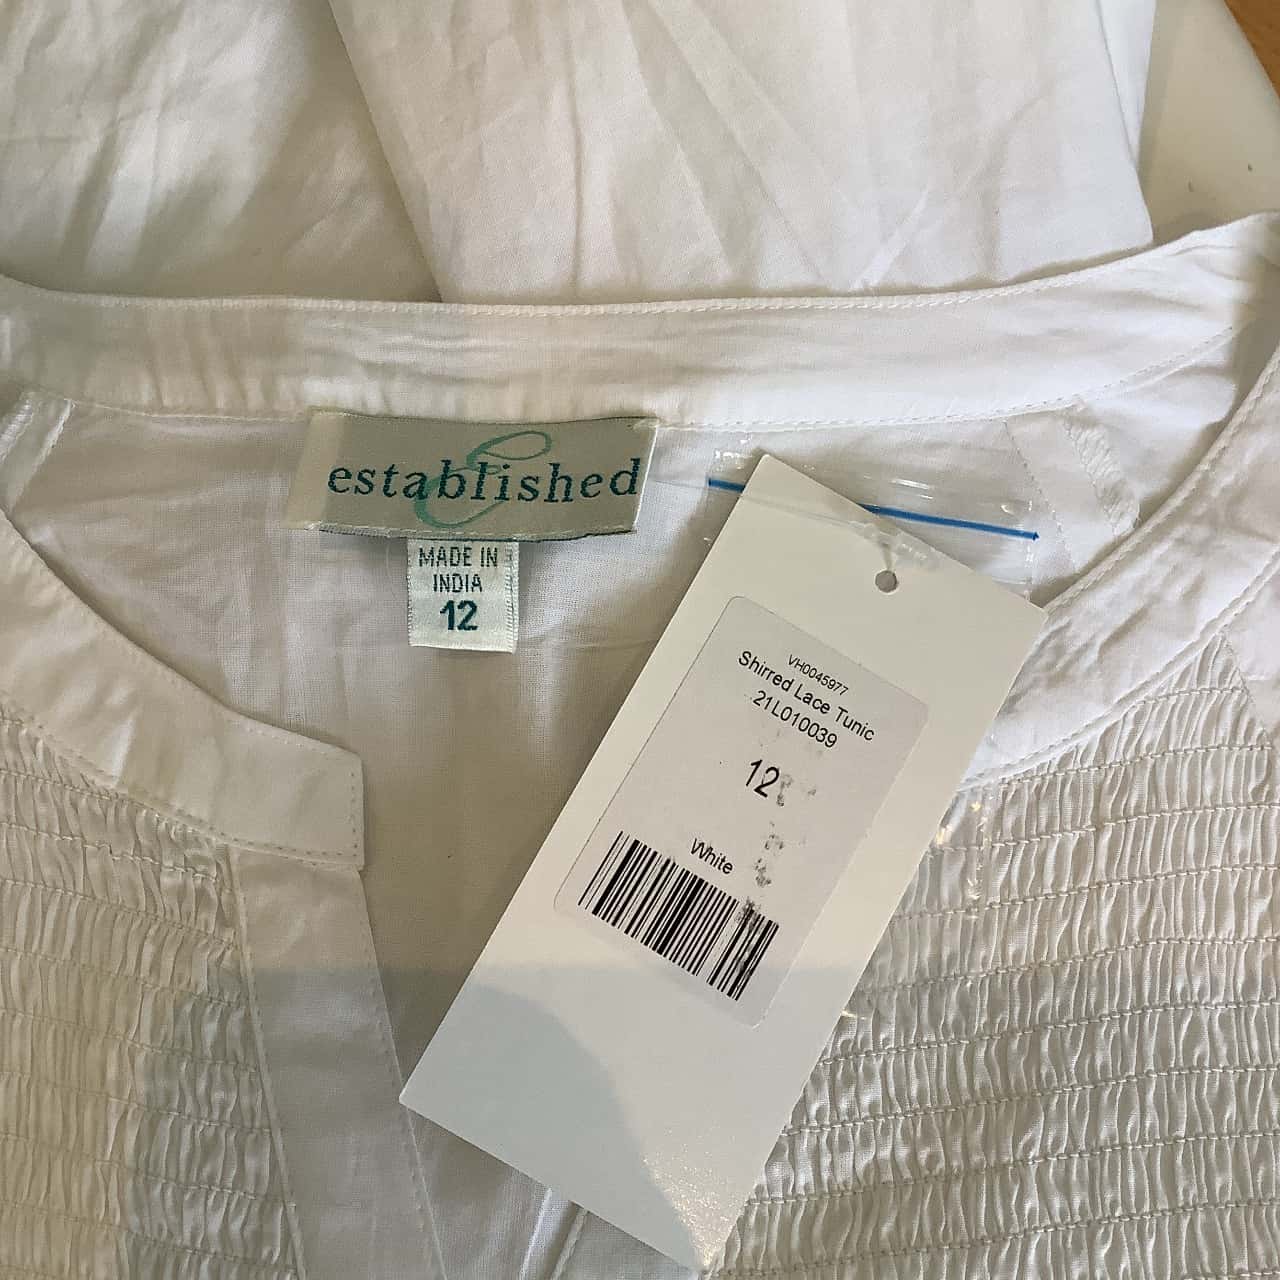 established
MADE IN
INDIA
12
VH0045977
Shirred Lace Tunic
21L010039
12
White